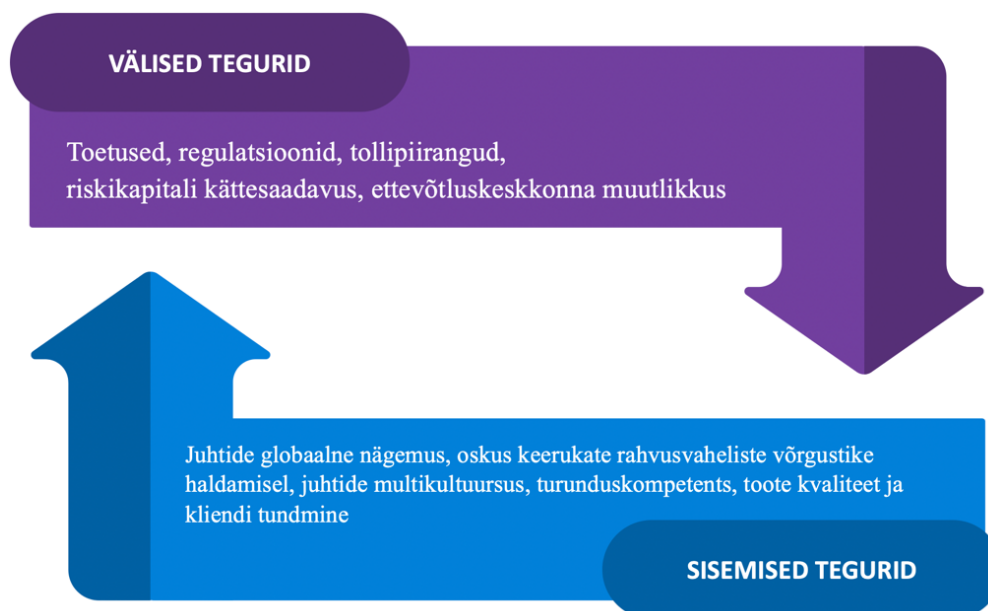 VÄLISED TEGURID
Toetused, regulatsioonid, tollipiirangud,
riskikapitali kättesaadavus, ettevõtluskeskkonna muutlikkus
Juhtide globaalne nägemus, oskus keerukate rahvusvaheliste võrgustike
haldamisel, juhtide multikultuursus, turunduskompetents, toote kvaliteet ja
kliendi tundmine
SISEMISED TEGURID